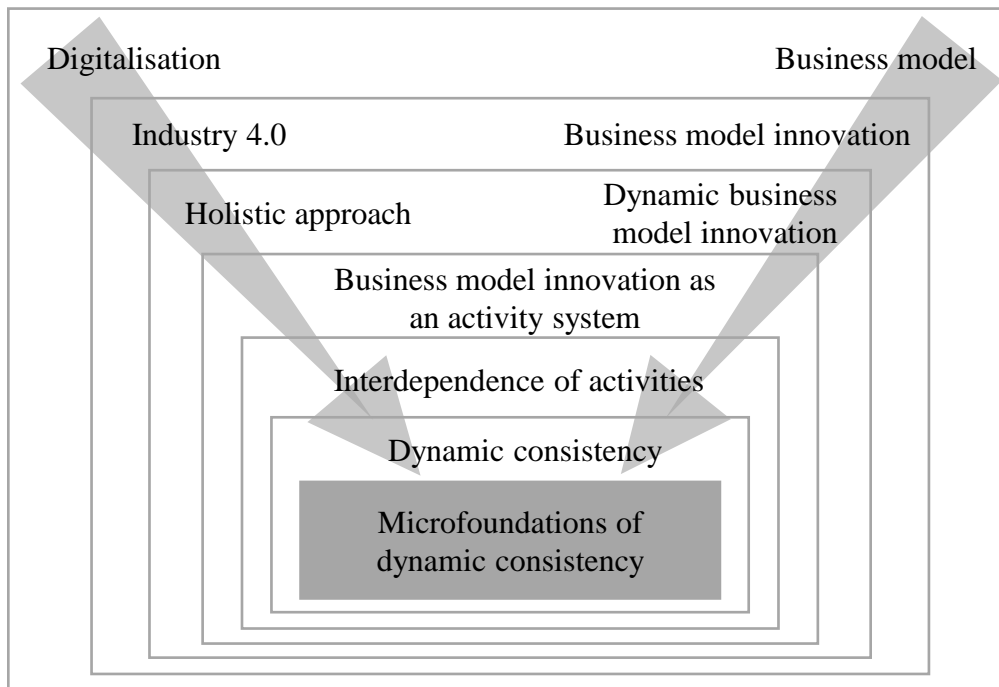 Digitalisation
Business model
Industry 4.0
Business model innovation
Holistic approach
Dynamic business
model innovation
Business model innovation as
an activity system
Interdependence of activities
Dynamic consistency
Microfoundations of
dynamic consistency